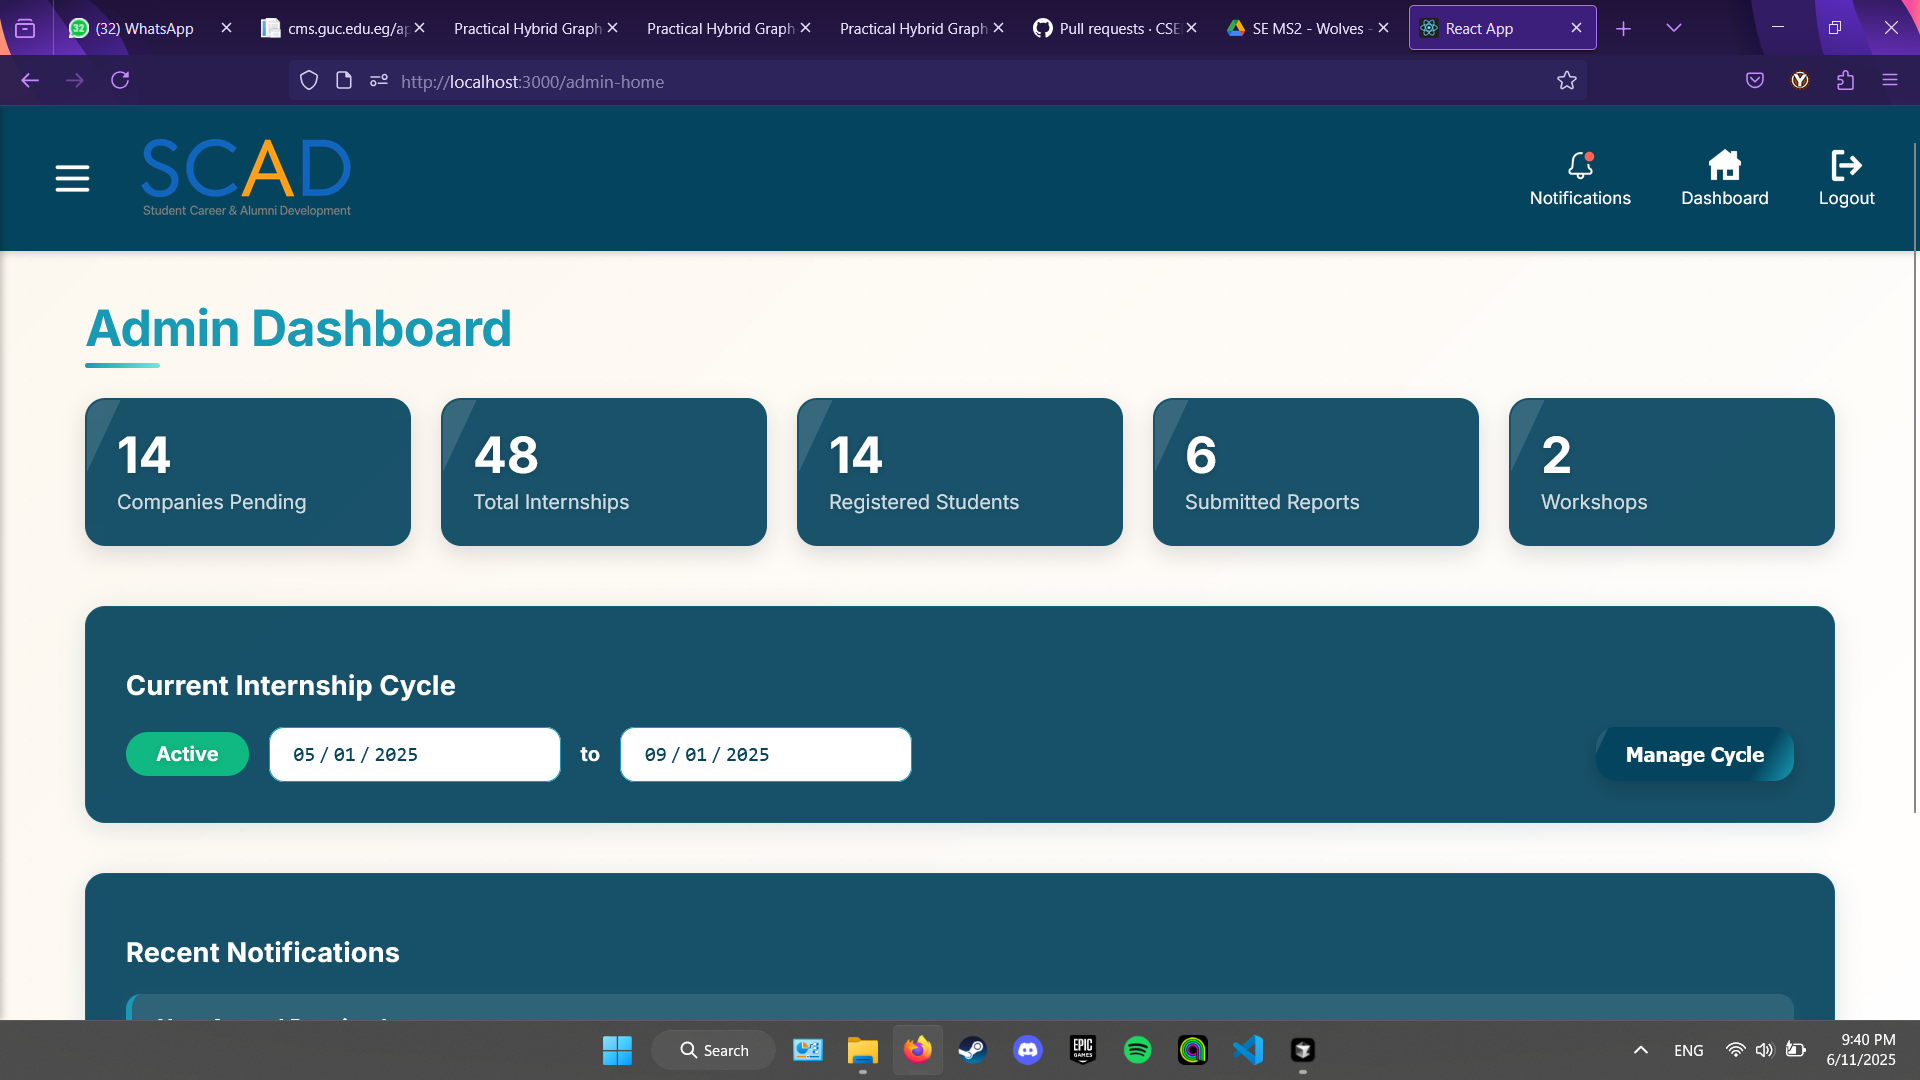 32
(32) WhatsApp
cms.guc.edu.eg/ap
Practical Hybrid Graph
Practical Hybrid Graph
Practical Hybrid Graph
Pull requests · CSE
SE MS2 - Wolves -
React App
http://localhost:3000/admin-home
SCAD
Student Career & Alumni Development
Notifications
Dashboard
Logout
Admin Dashboard
14
Companies Pending
48
Total Internships
14
Registered Students
6
Submitted Reports
2
Workshops
Current Internship Cycle
Active
05 / 01 / 2025
to
09 / 01 / 2025
Manage Cycle
Recent Notifications
Search
EPIC
GAMES
ENG
9:40 PM
6/11/2025